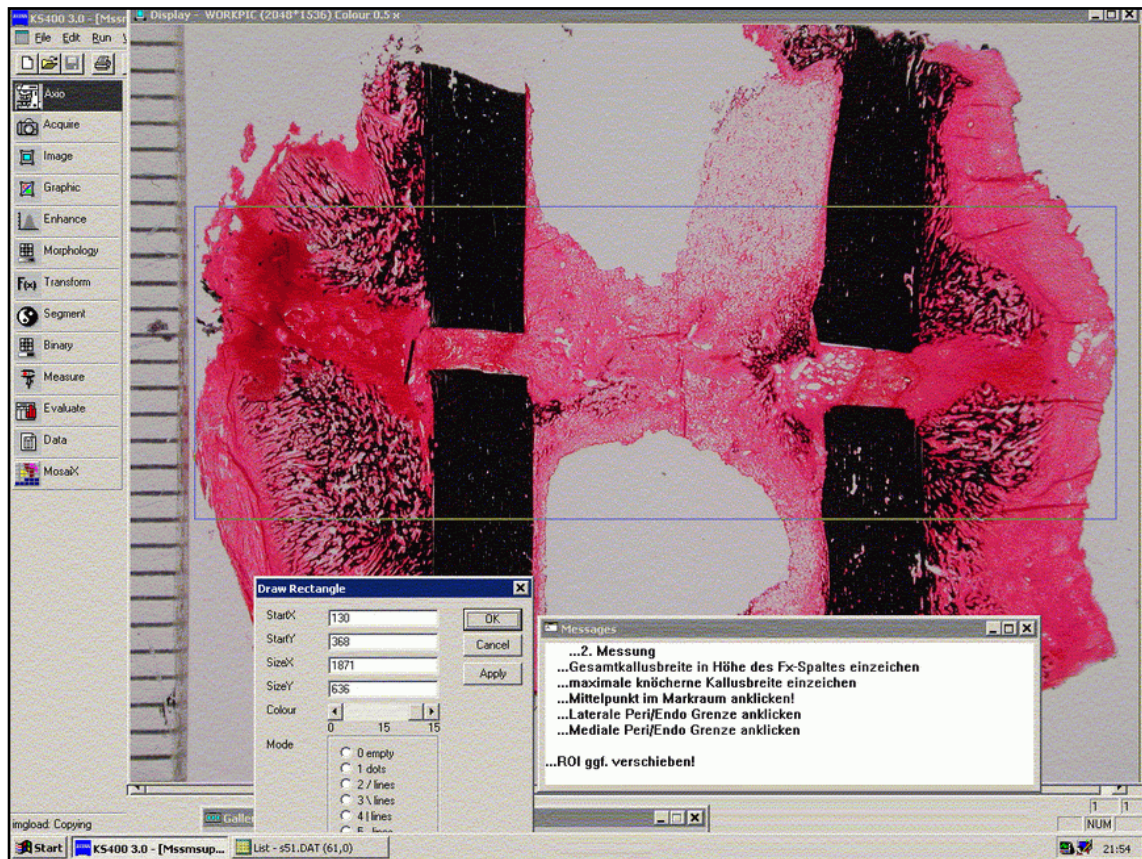 KS400 3.0 - [Mssr
Display - WORKPIC (2048*1536) Colour 0.5 x
File Edit Run
Axio
Acquire
Image
Graphic
Enhance
Morphology
F(x) Transform
Segment
Binary
Measure
Evaluate
Data
MosaiX
Draw Rectangle
StartX 130
StartY 368
SizeX 1871
SizeY 636
Colour
0 15 15
Mode
0 empty
1 dots
2 / lines
3 \ lines
4 | lines
OK
Cancel
Apply
Messages
...2. Messung
...Gesamtkallusbreite in Höhe des Fx-Spaltes einzeichen
...maximale knöcherne Kallusbreite einzeichen
...Mittelpunkt im Markraum anklicken!
...Laterale Peri/Endo Grenze anklicken
...Mediale Peri/Endo Grenze anklicken
...ROI ggf. verschieben!
Galle
1 1
imgload: Copying
NUM
Start
KS400 3.0 - [Mssmsup...
List - s51.DAT (61,0)
21:54